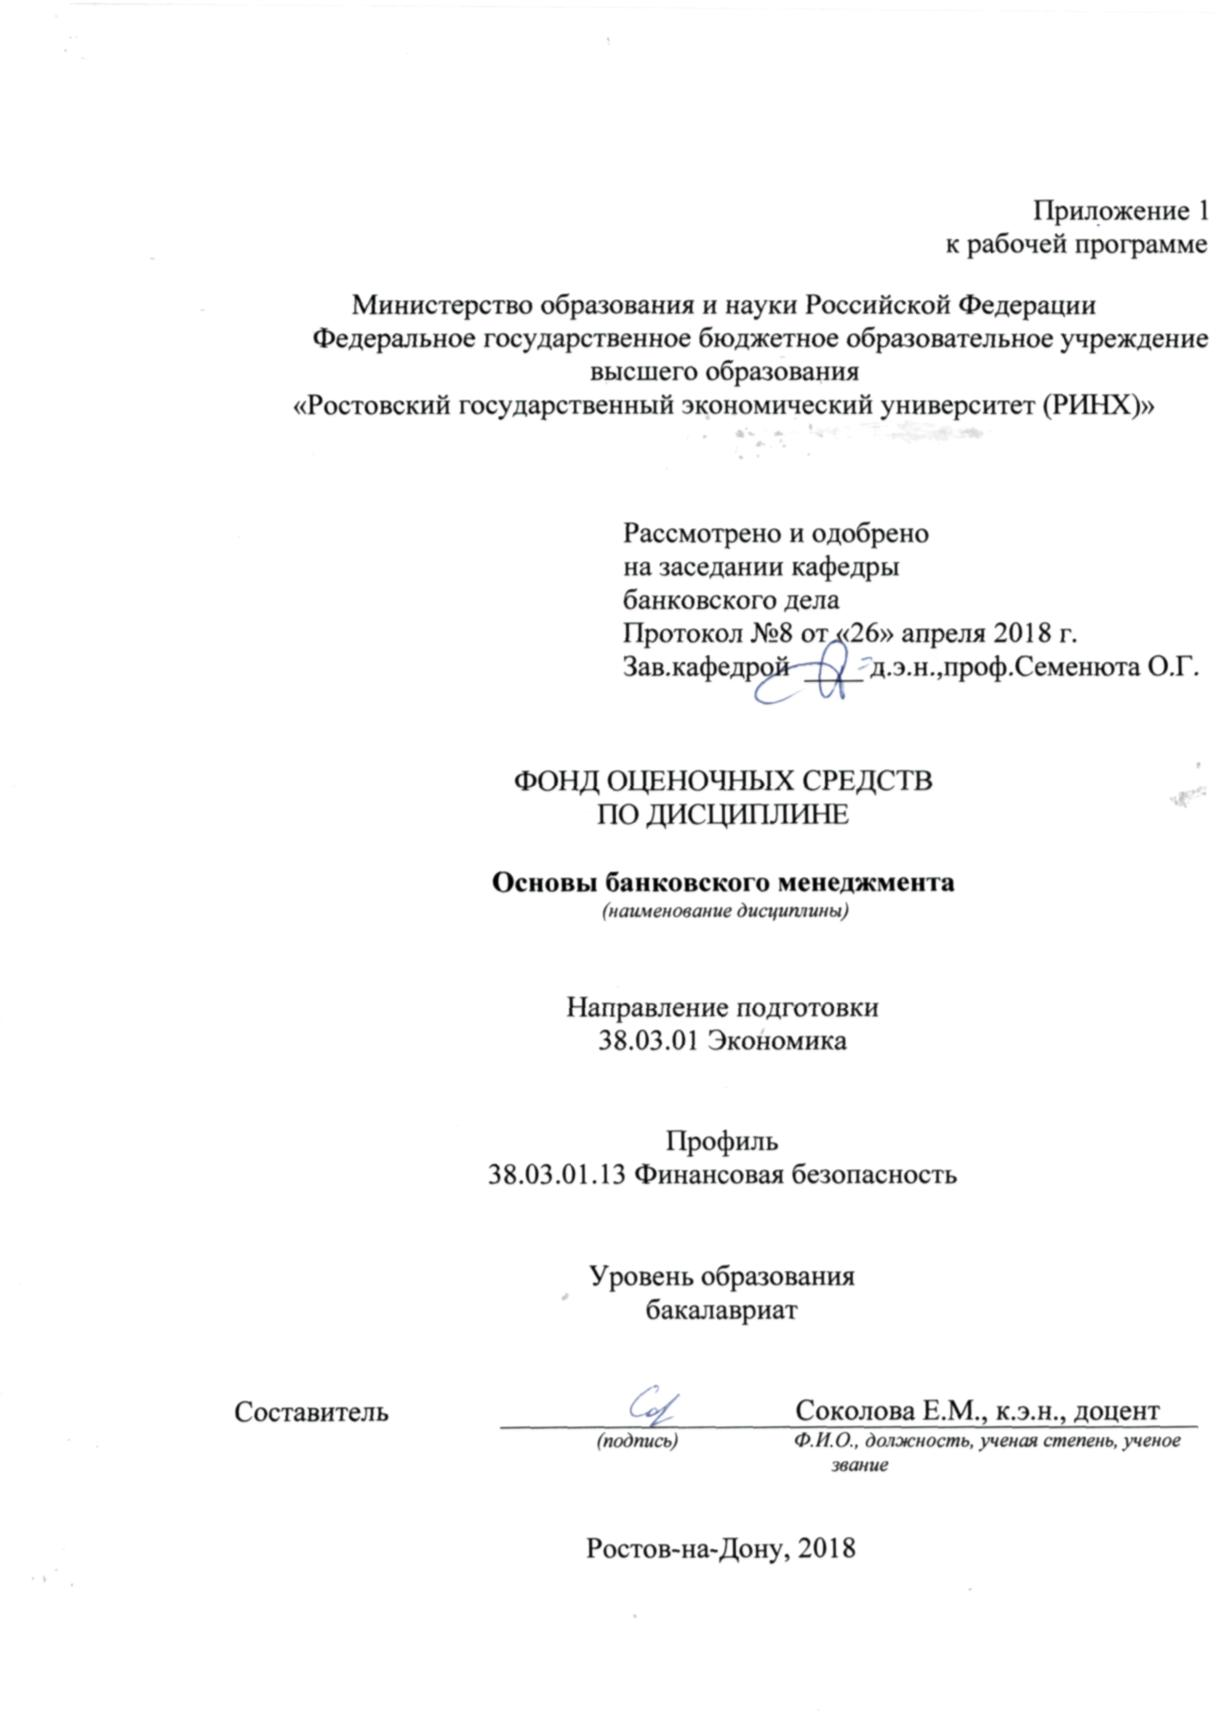 Приложение 1
к рабочей программе
Министерство образования и науки Российской Федерации
Федеральное государственное бюджетное образовательное учреждение
высшего образования
«Ростовский государственный экономический университет (РИНХ)»
Рассмотрено и одобрено
на заседании кафедры
банковского дела
Протокол №8 от «26» апреля 2018 г.
Зав.кафедрой ____ д.э.н.,проф.Семенюта О.Г.
ФОНД ОЦЕНОЧНЫХ СРЕДСТВ
ПО ДИСЦИПЛИНЕ
Основы банковского менеджмента
(наименование дисциплины)
Направление подготовки
38.03.01 Экономика
Профиль
38.03.01.13 Финансовая безопасность
Уровень образования
бакалавриат
Составитель Соколова Е.М., к.э.н., доцент
(подпись) Ф.И.О., должность, ученая степень, ученое
звание
Ростов-на-Дону, 2018